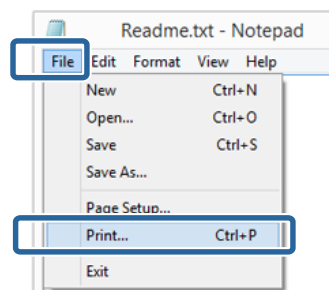 Readme.txt - Notepad
File Edit Format View Help
New Ctrl+N
Open... Ctrl+O
Save Ctrl+S
Save As...
Page Setup...
Print... Ctrl+P
Exit